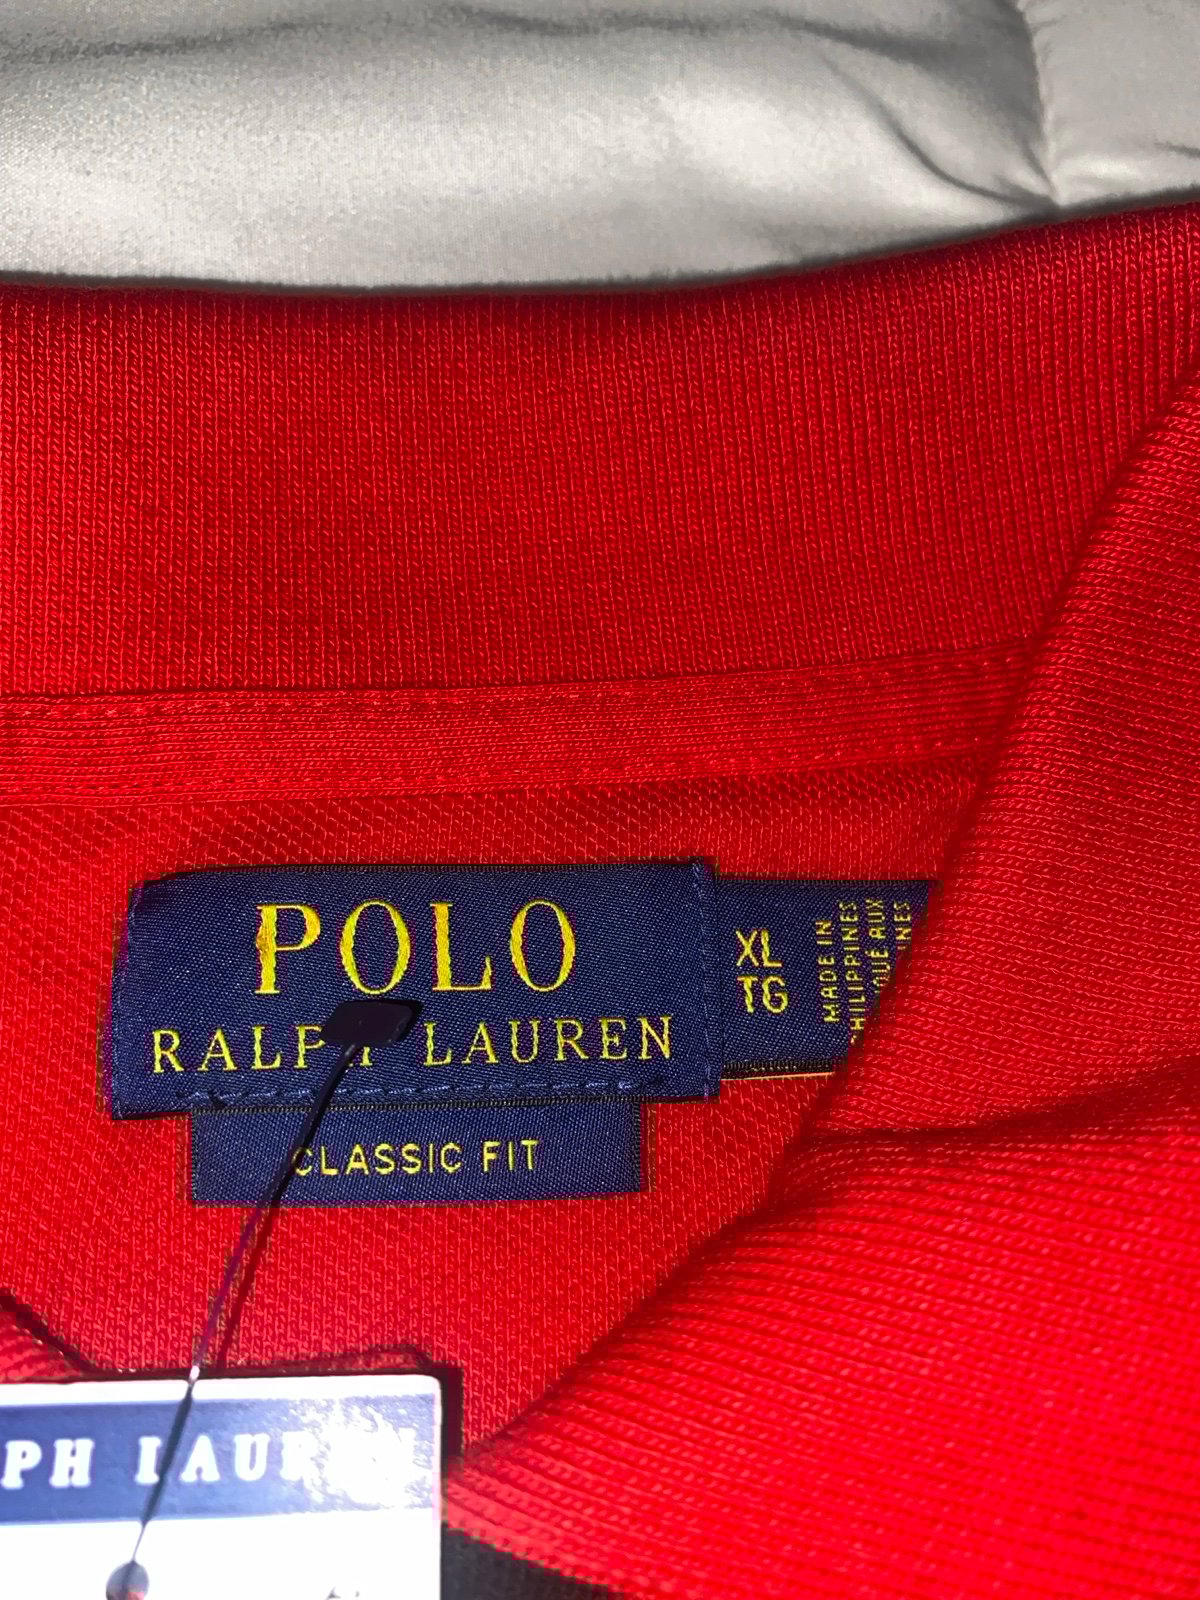 POLO
RALPH LAUREN
CLASSIC FIT
XL
TG
MADE IN
PHILIPPINES